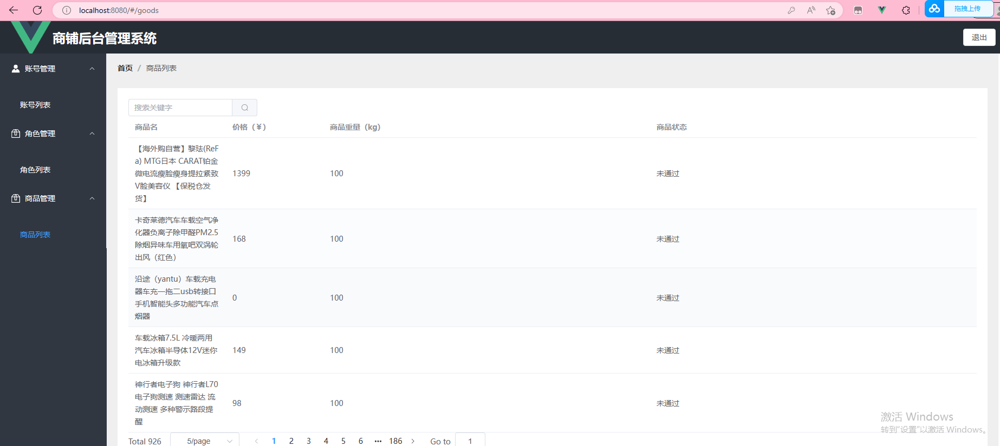 localhost:8080/#/goods
拖拽上传
商铺后台管理系统
退出
账号管理
账号列表
角色管理
角色列表
商品管理
商品列表
首页 / 商品列表
搜索关键字
商品名 价格（¥） 商品重量（kg） 商品状态
【海外购自营】黎珐(ReF
a) MTG日本 CARAT铂金
微电流瘦脸瘦身提拉紧致
V脸美容仪 【保税仓发
货】
1399 100 未通过
卡奇莱德汽车车载空气净
化器负离子除甲醛PM2.5
除烟异味车用氧吧双涡轮
出风（红色）
168 100 未通过
沿途（yantu）车载充电
器车充一拖二usb转接口
手机智能头多功能汽车点
烟器
0 100 未通过
车载冰箱7.5L 冷暖两用
汽车冰箱半导体12V迷你
电冰箱升级款
149 100 未通过
神行者电子狗 神行者L70
电子狗测速 测速雷达 流
动测速 多种警示路段提
醒
98 100 未通过
Total 926 5/page 1 2 3 4 5 6 ••• 186 Go to 1
激活 Windows
转到“设置”以激活 Windows。